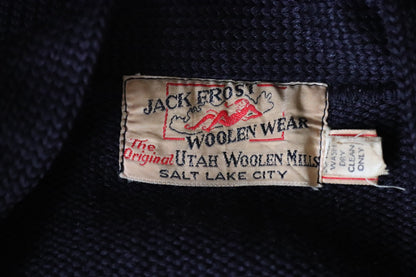 JACK FROST
WOOLEN WEAR
The
Original UTAH WOOLEN MILLS
SALT LAKE CITY
DRY
CLEAN
ONLY